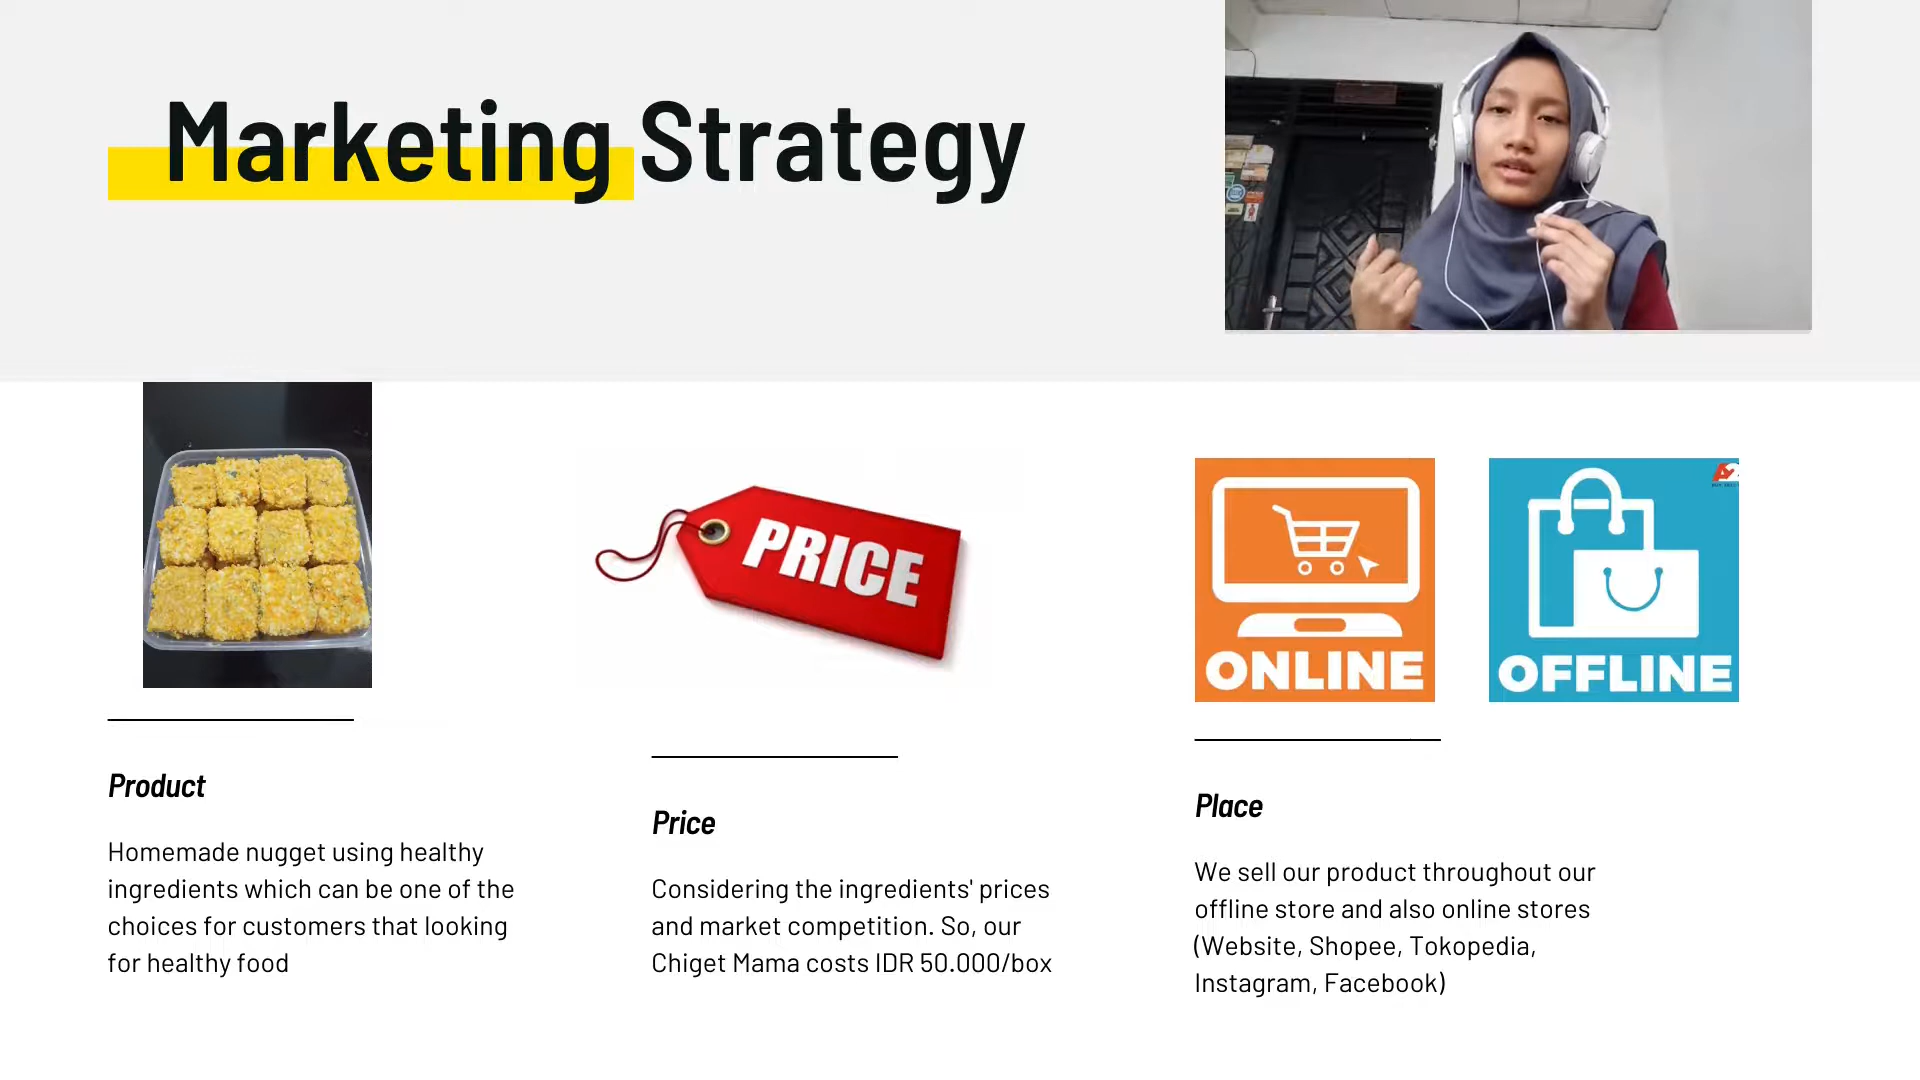 Marketing Strategy
PRICE
ONLINE
OFFLINE
Product
Homemade nugget using healthy
ingredients which can be one of the
choices for customers that looking
for healthy food
Price
Considering the ingredients' prices
and market competition. So, our
Chiget Mama costs IDR 50.000/box
Place
We sell our product throughout our
offline store and also online stores
(Website, Shopee, Tokopedia,
Instagram, Facebook)